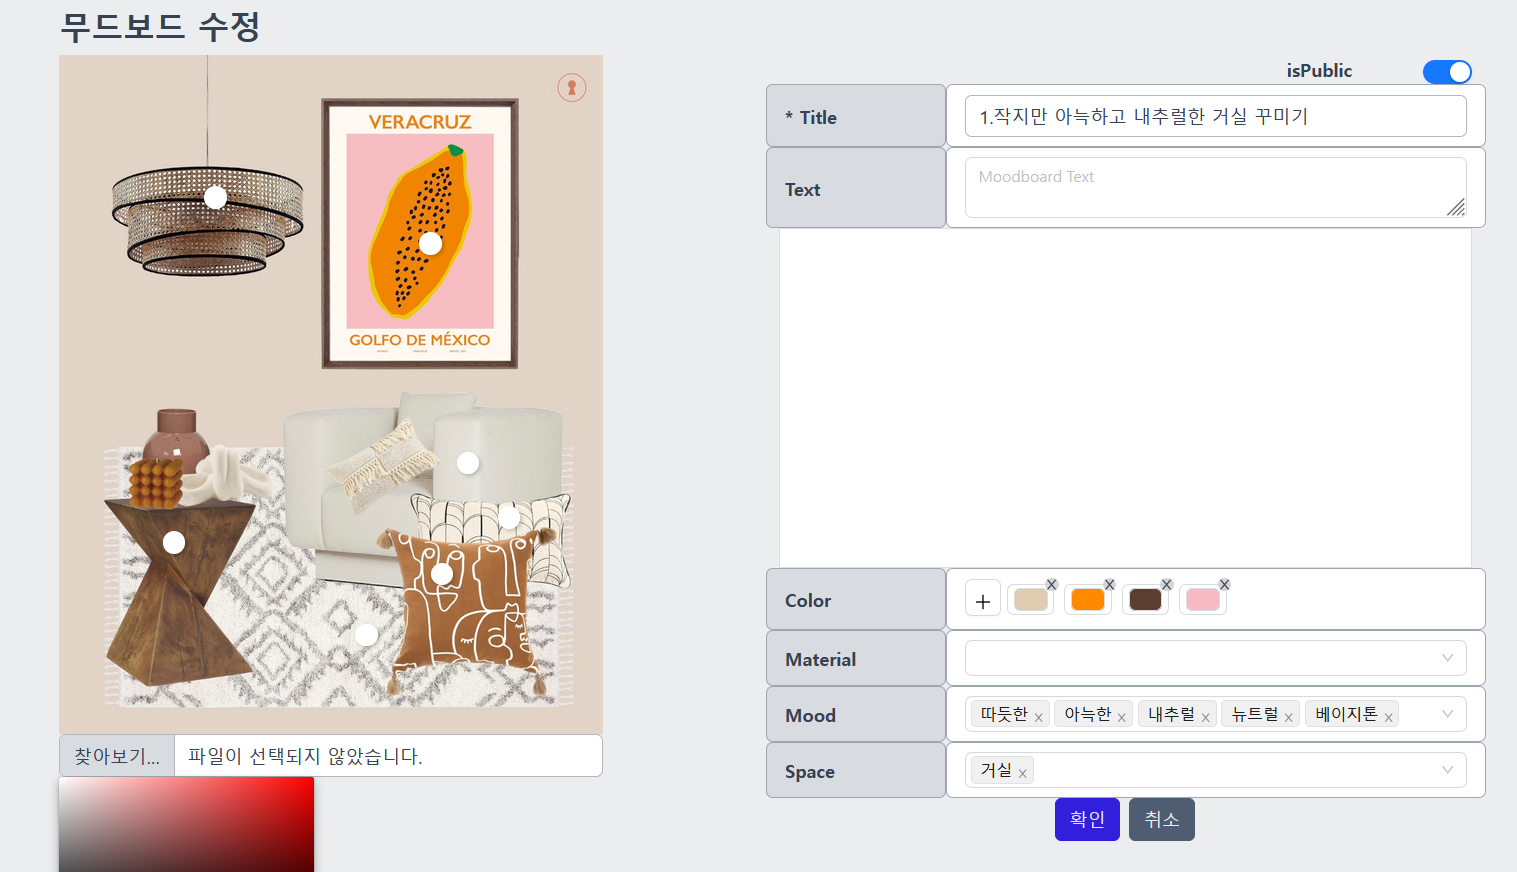 무드보드 수정
VERACRUZ
GOLFO DE MÉXICO
찾아보기... 파일이 선택되지 않았습니다.
isPublic
* Title 1.작지만 아늑하고 내추럴한 거실 꾸미기
Text Moodboard Text
Color + x x x x
Material
Mood 따듯한 x 아늑한 x 내추럴 x 뉴트럴 x 베이지톤 x
Space 거실 x
확인 취소